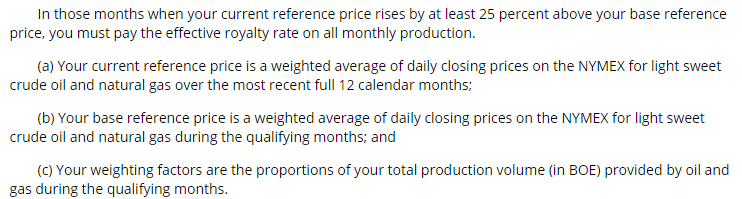 In those months when your current reference price rises by at least 25 percent above your base reference
price, you must pay the effective royalty rate on all monthly production.
(a) Your current reference price is a weighted average of daily closing prices on the NYMEX for light sweet
crude oil and natural gas over the most recent full 12 calendar months;
(b) Your base reference price is a weighted average of daily closing prices on the NYMEX for light sweet
crude oil and natural gas during the qualifying months; and
(c) Your weighting factors are the proportions of your total production volume (in BOE) provided by oil and
gas during the qualifying months.